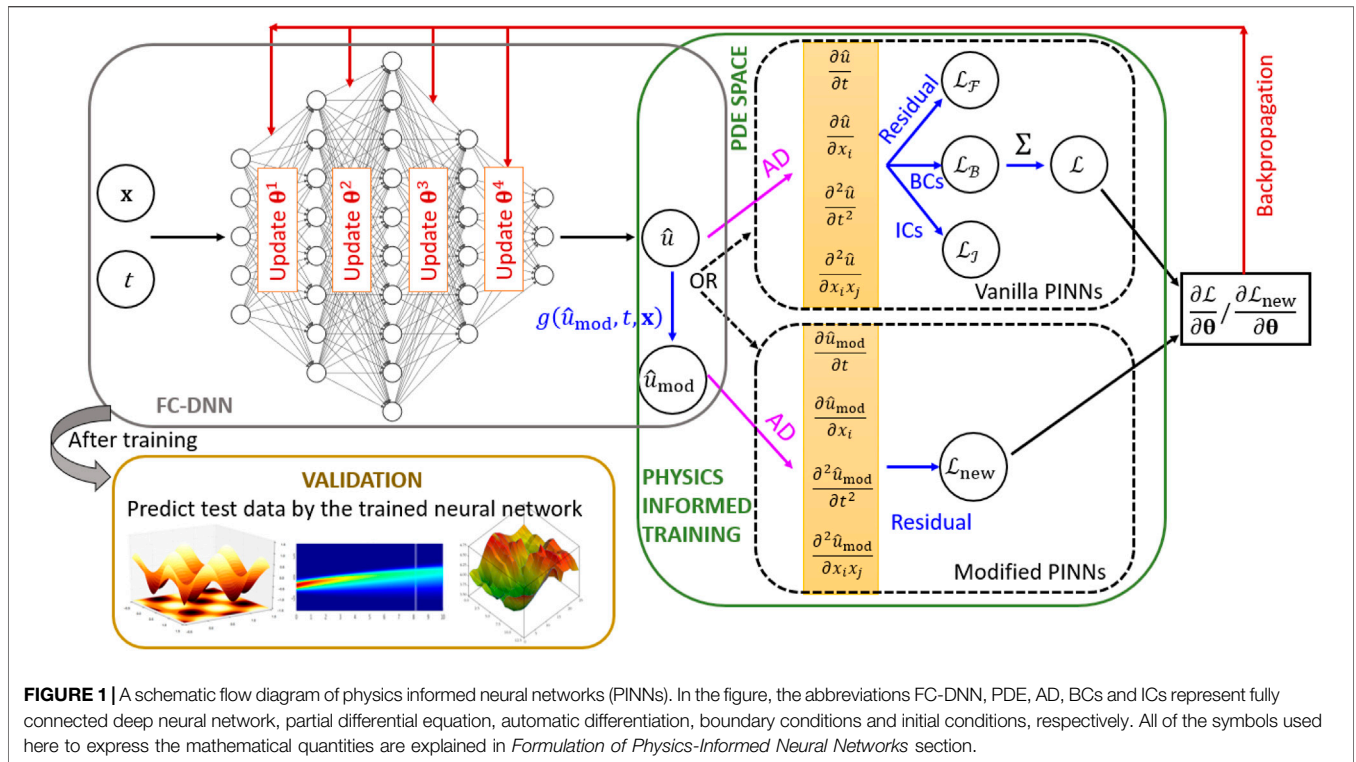 x
t
Update θ¹
Update θ²
Update θ³
Update θ⁴
FC-DNN
û
g(û_mod, t, x)
û_mod
OR
AD
AD
PDE SPACE
∂û/∂t
∂û/∂x_i
∂²û/∂t²
∂²û/∂x_i x_j
Residual
BCs
ICs
ℒ_ℱ
ℒ_ℬ
ℒ_ℐ
Σ
ℒ
Vanilla PINNs
∂û_mod/∂t
∂û_mod/∂x_i
∂²û_mod/∂t²
∂²û_mod/∂x_i x_j
Residual
ℒ_new
Modified PINNs
PHYSICS
INFORMED
TRAINING
∂ℒ/∂θ / ∂ℒ_new/∂θ
Backpropagation
After training
VALIDATION
Predict test data by the trained neural network
FIGURE 1 | A schematic flow diagram of physics informed neural networks (PINNs). In the figure, the abbreviations FC-DNN, PDE, AD, BCs and ICs represent fully
connected deep neural network, partial differential equation, automatic differentiation, boundary conditions and initial conditions, respectively. All of the symbols used
here to express the mathematical quantities are explained in Formulation of Physics-Informed Neural Networks section.